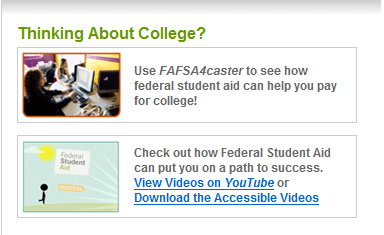 Thinking About College?
Use FAFSA4caster to see how
federal student aid can help you pay
for college!
Federal
Student
Aid
SUCCESS
Check out how Federal Student Aid
can put you on a path to success.
View Videos on YouTube or
Download the Accessible Videos